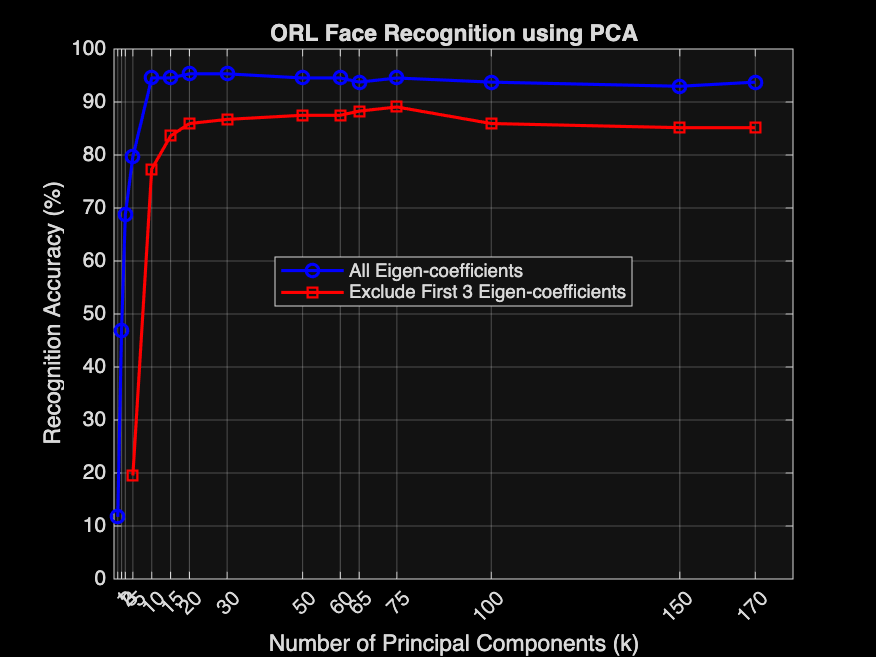 ORL Face Recognition using PCA
100
90
80
70
60
50
40
30
20
10
0
Recognition Accuracy (%)
All Eigen-coefficients
Exclude First 3 Eigen-coefficients
5 10 15 20 30 50 60 65 75 100 150 170
Number of Principal Components (k)